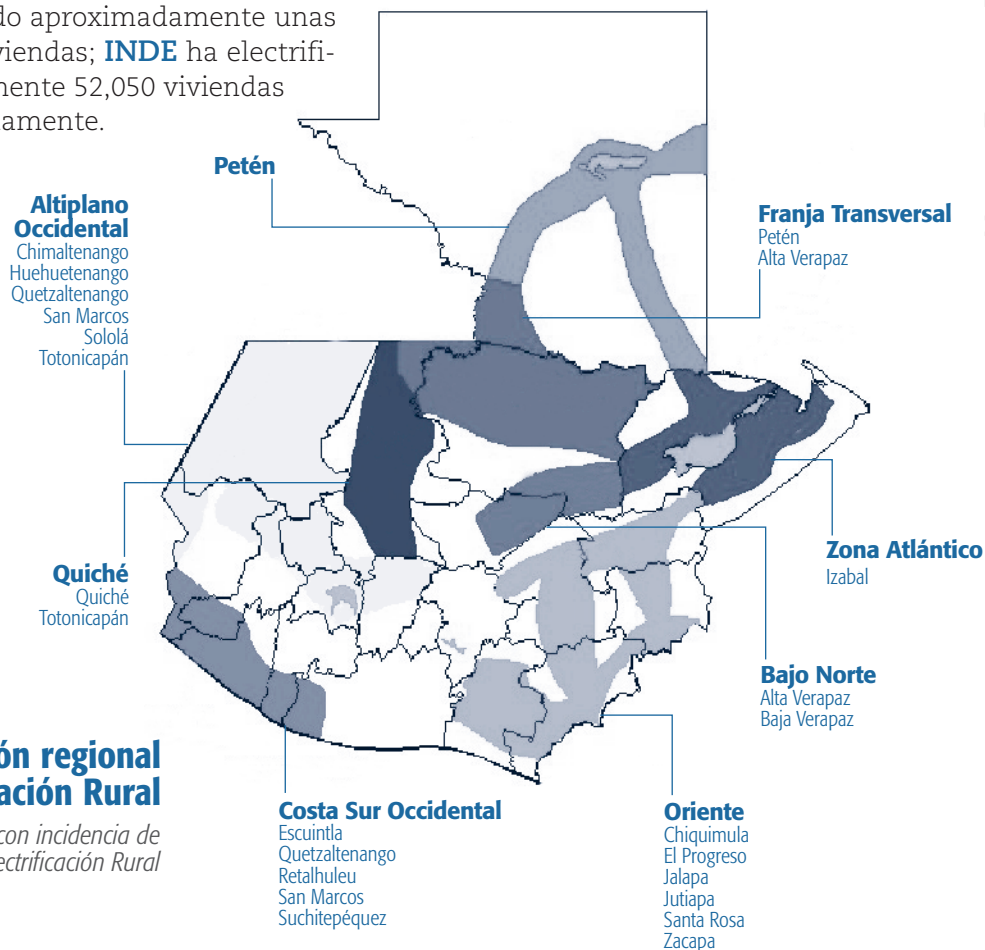 do aproximadamente unas
viendas; INDE ha electrifi-
mente 52,050 viviendas
damente.
Petén
Altiplano
Occidental
Chimaltenango
Huehuetenango
Quetzaltenango
San Marcos
Sololá
Totonicapán
Franja Transversal
Petén
Alta Verapaz
Quiché
Quiché
Totonicapán
Zona Atlántico
Izabal
Bajo Norte
Alta Verapaz
Baja Verapaz
ón regional
ación Rural
con incidencia de
ectrificación Rural
Costa Sur Occidental
Escuintla
Quetzaltenango
Retalhuleu
San Marcos
Suchitepéquez
Oriente
Chiquimula
El Progreso
Jalapa
Jutiapa
Santa Rosa
Zacapa